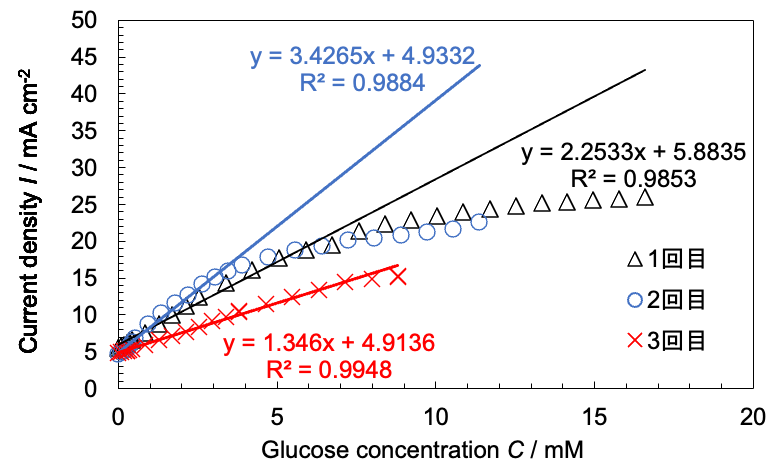 50
45
40
35
30
25
20
15
10
5
0
Current density I / mA cm-2
y = 3.4265x + 4.9332
R² = 0.9884
y = 2.2533x + 5.8835
R² = 0.9853
1回目
2回目
3回目
y = 1.346x + 4.9136
R² = 0.9948
0
5
10
15
20
Glucose concentration C / mM